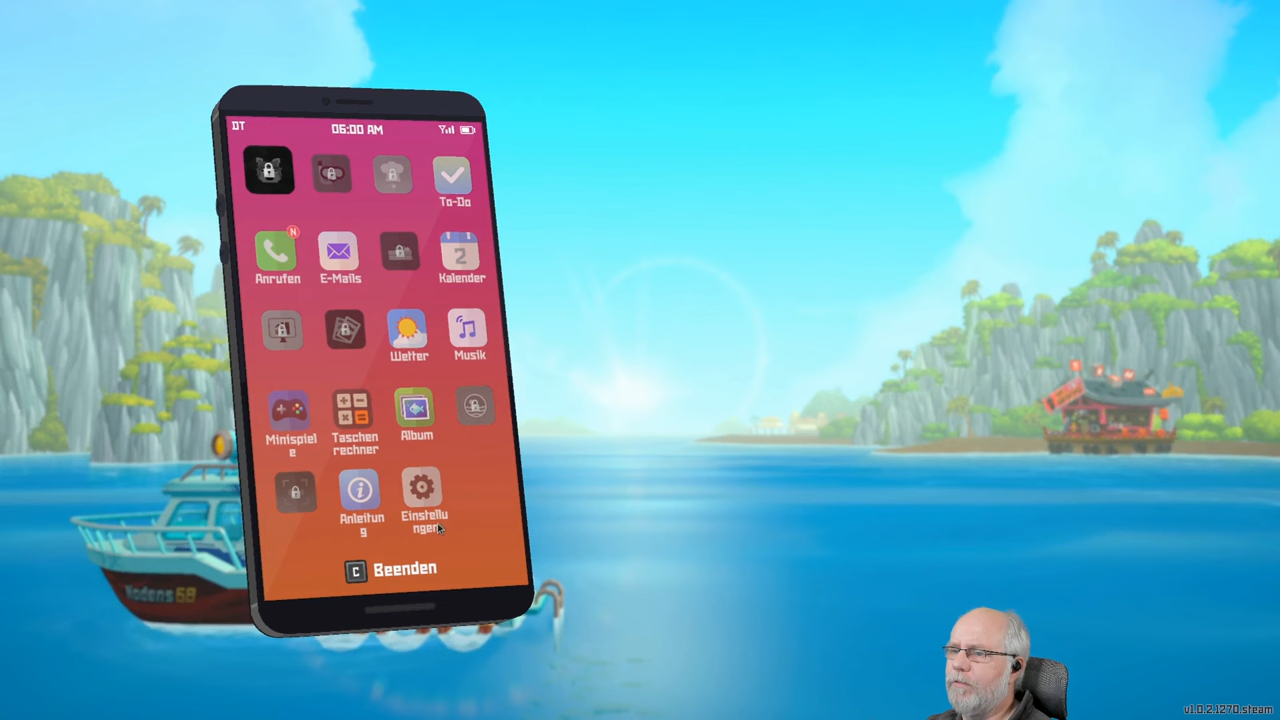 DT
06:00 AM
To-Do
N
Anrufen
E-Mails
2
Kalender
Wetter
Musik
Minispiel
e
Taschen
rechner
Album
Anleitun
g
Einstellu
ngen
C Beenden
Nodens 68
v1.0.2.1270.steam